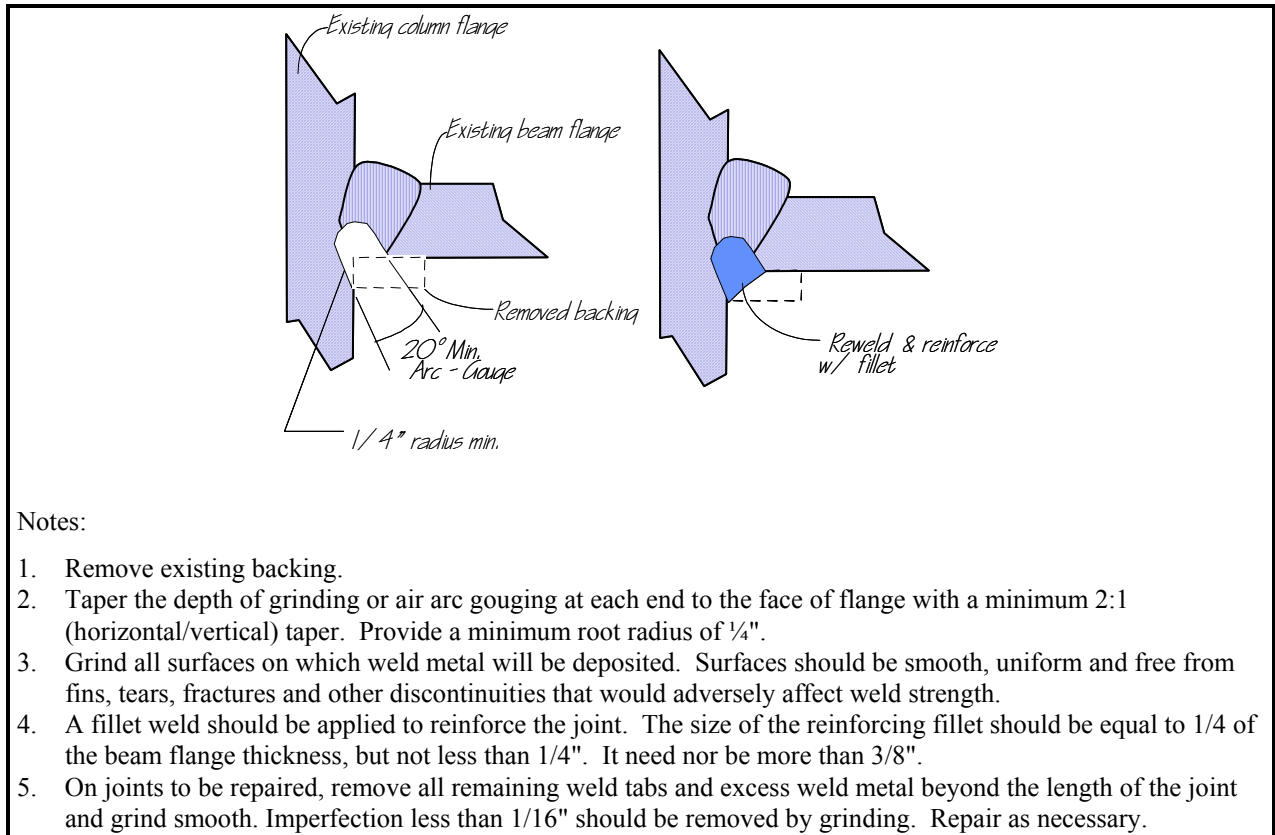 Existing column flange
Existing beam flange
Removed backing
20° Min.
Arc - Gouge
1/4" radius min.
Reweld & reinforce
w/ fillet
Notes:
1. Remove existing backing.
2. Taper the depth of grinding or air arc gouging at each end to the face of flange with a minimum 2:1
(horizontal/vertical) taper. Provide a minimum root radius of ¼".
3. Grind all surfaces on which weld metal will be deposited. Surfaces should be smooth, uniform and free from
fins, tears, fractures and other discontinuities that would adversely affect weld strength.
4. A fillet weld should be applied to reinforce the joint. The size of the reinforcing fillet should be equal to 1/4 of
the beam flange thickness, but not less than 1/4". It need nor be more than 3/8".
5. On joints to be repaired, remove all remaining weld tabs and excess weld metal beyond the length of the joint
and grind smooth. Imperfection less than 1/16" should be removed by grinding. Repair as necessary.